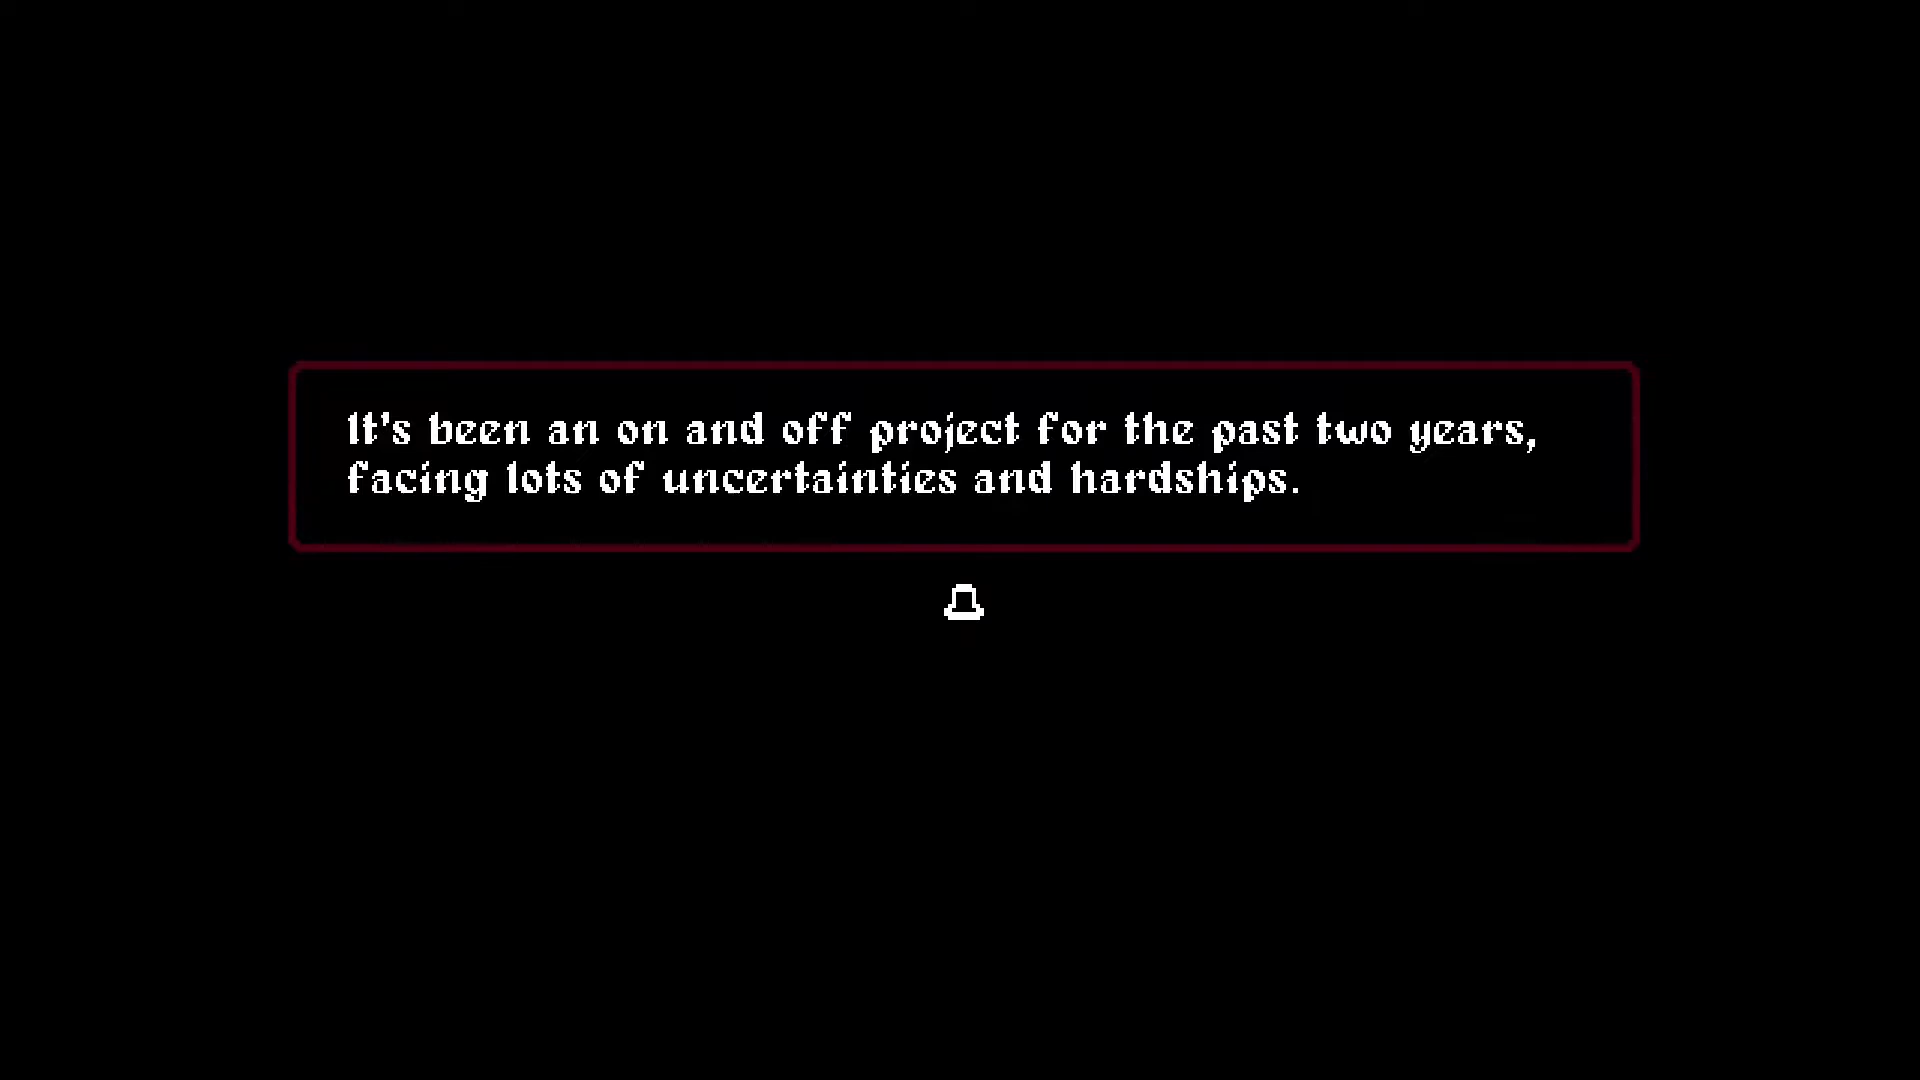 It's been an on and off project for the past two years,
facing lots of uncertainties and hardships.